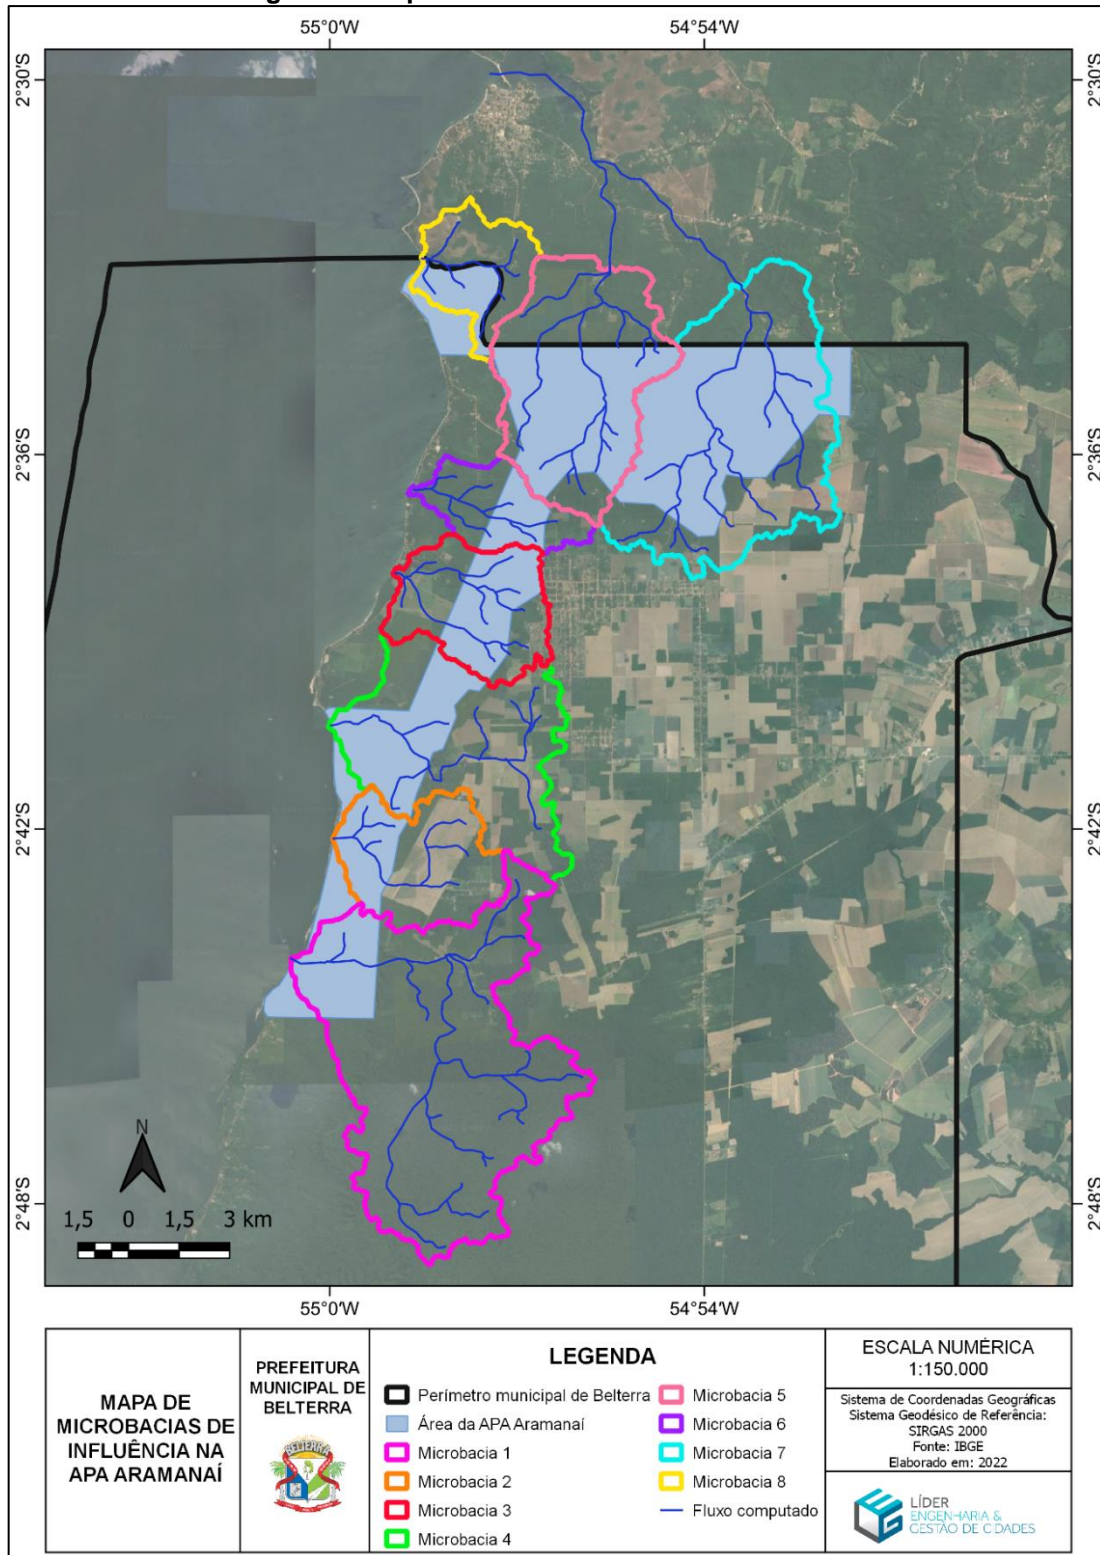 55°0'W 54°54'W
2°30'S 2°30'S
2°36'S 2°36'S
2°42'S 2°42'S
2°48'S 2°48'S
N
1,5 0 1,5 3 km
55°0'W 54°54'W
MAPA DE
MICROBACIAS DE
INFLUÊNCIA NA
APA ARAMANAÍ
PREFEITURA
MUNICIPAL DE
BELTERRA
BELTERRA
LEGENDA
Perímetro municipal de Belterra
Área da APA Aramanaí
Microbacia 1
Microbacia 2
Microbacia 3
Microbacia 4
Microbacia 5
Microbacia 6
Microbacia 7
Microbacia 8
Fluxo computado
ESCALA NUMÉRICA
1:150.000
Sistema de Coordenadas Geográficas
Sistema Geodésico de Referência:
SIRGAS 2000
Fonte: IBGE
Elaborado em: 2022
LÍDER
ENGENHARIA &
GESTÃO DE CIDADES